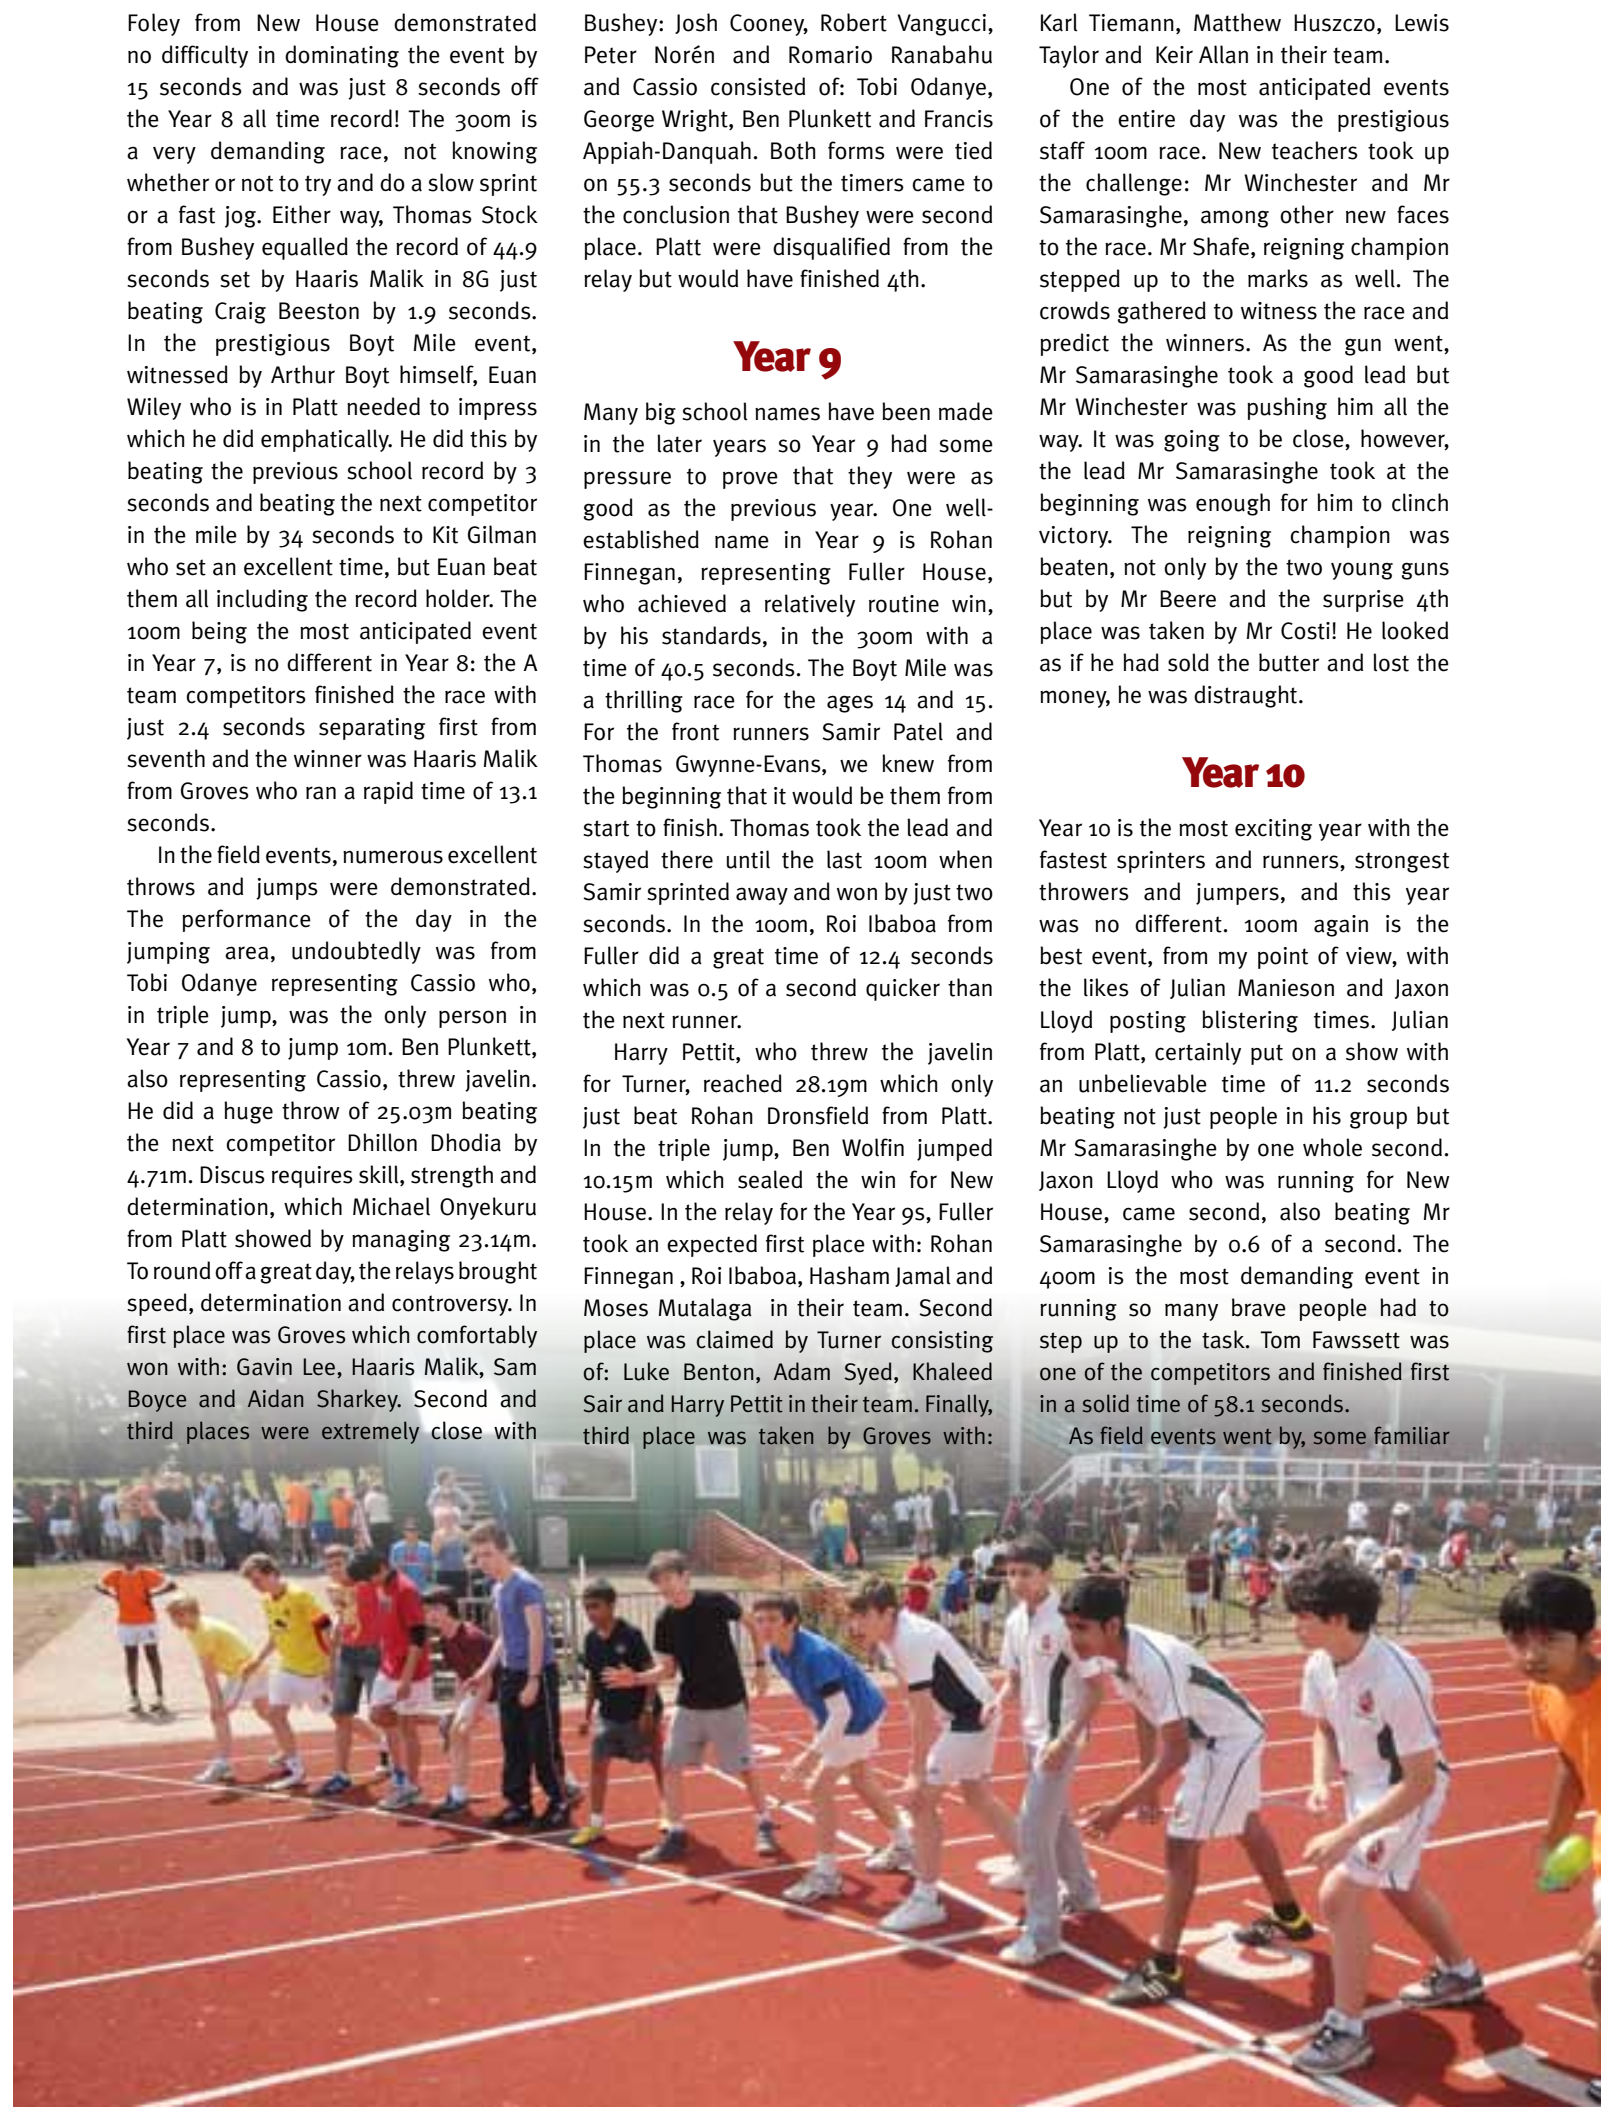 Foley from New House demonstrated
no difficulty in dominating the event by
15 seconds and was just 8 seconds off
the Year 8 all time record! The 300m is
a very demanding race, not knowing
whether or not to try and do a slow sprint
or a fast jog. Either way, Thomas Stock
from Bushey equalled the record of 44.9
seconds set by Haaris Malik in 8G just
beating Craig Beeston by 1.9 seconds.
In the prestigious Boyt Mile event,
witnessed by Arthur Boyt himself, Euan
Wiley who is in Platt needed to impress
which he did emphatically. He did this by
beating the previous school record by 3
seconds and beating the next competitor
in the mile by 34 seconds to Kit Gilman
who set an excellent time, but Euan beat
them all including the record holder. The
100m being the most anticipated event
in Year 7, is no different in Year 8: the A
team competitors finished the race with
just 2.4 seconds separating first from
seventh and the winner was Haaris Malik
from Groves who ran a rapid time of 13.1
seconds.
In the field events, numerous excellent
throws and jumps were demonstrated.
The performance of the day in the
jumping area, undoubtedly was from
Tobi Odanye representing Cassio who,
in triple jump, was the only person in
Year 7 and 8 to jump 10m. Ben Plunkett,
also representing Cassio, threw javelin.
He did a huge throw of 25.03m beating
the next competitor Dhillon Dhodia by
4.71m. Discus requires skill, strength and
determination, which Michael Onyekuru
from Platt showed by managing 23.14m.
To round off a great day, the relays brought
speed, determination and controversy. In
first place was Groves which comfortably
won with: Gavin Lee, Haaris Malik, Sam
Boyce and Aidan Sharkey. Second and
third places were extremely close with
Bushey: Josh Cooney, Robert Vangucci,
Peter Norén and Romario Ranabahu
and Cassio consisted of: Tobi Odanye,
George Wright, Ben Plunkett and Francis
Appiah-Danquah. Both forms were tied
on 55.3 seconds but the timers came to
the conclusion that Bushey were second
place. Platt were disqualified from the
relay but would have finished 4th.
Year 9
Many big school names have been made
in the later years so Year 9 had some
pressure to prove that they were as
good as the previous year. One well-
established name in Year 9 is Rohan
Finnegan, representing Fuller House,
who achieved a relatively routine win,
by his standards, in the 300m with a
time of 40.5 seconds. The Boyt Mile was
a thrilling race for the ages 14 and 15.
For the front runners Samir Patel and
Thomas Gwynne-Evans, we knew from
the beginning that it would be them from
start to finish. Thomas took the lead and
stayed there until the last 100m when
Samir sprinted away and won by just two
seconds. In the 100m, Roi Ibaboa from
Fuller did a great time of 12.4 seconds
which was 0.5 of a second quicker than
the next runner.
Harry Pettit, who threw the javelin
for Turner, reached 28.19m which only
just beat Rohan Dronsfield from Platt.
In the triple jump, Ben Wolfin jumped
10.15m which sealed the win for New
House. In the relay for the Year 9s, Fuller
took an expected first place with: Rohan
Finnegan , Roi Ibaboa, Hasham Jamal and
Moses Mutalaga in their team. Second
place was claimed by Turner consisting
of: Luke Benton, Adam Syed, Khaleed
Sair and Harry Pettit in their team. Finally,
third place was taken by Groves with:
Karl Tiemann, Matthew Huszczo, Lewis
Taylor and Keir Allan in their team.
One of the most anticipated events
of the entire day was the prestigious
staff 100m race. New teachers took up
the challenge: Mr Winchester and Mr
Samarasinghe, among other new faces
to the race. Mr Shafe, reigning champion
stepped up to the marks as well. The
crowds gathered to witness the race and
predict the winners. As the gun went,
Mr Samarasinghe took a good lead but
Mr Winchester was pushing him all the
way. It was going to be close, however,
the lead Mr Samarasinghe took at the
beginning was enough for him to clinch
victory. The reigning champion was
beaten, not only by the two young guns
but by Mr Beere and the surprise 4th
place was taken by Mr Costi! He looked
as if he had sold the butter and lost the
money, he was distraught.
Year 10
Year 10 is the most exciting year with the
fastest sprinters and runners, strongest
throwers and jumpers, and this year
was no different. 100m again is the
best event, from my point of view, with
the likes of Julian Manieson and Jaxon
Lloyd posting blistering times. Julian
from Platt, certainly put on a show with
an unbelievable time of 11.2 seconds
beating not just people in his group but
Mr Samarasinghe by one whole second.
Jaxon Lloyd who was running for New
House, came second, also beating Mr
Samarasinghe by 0.6 of a second. The
400m is the most demanding event in
running so many brave people had to
step up to the task. Tom Fawssett was
one of the competitors and finished first
in a solid time of 58.1 seconds.
As field events went by, some familiar